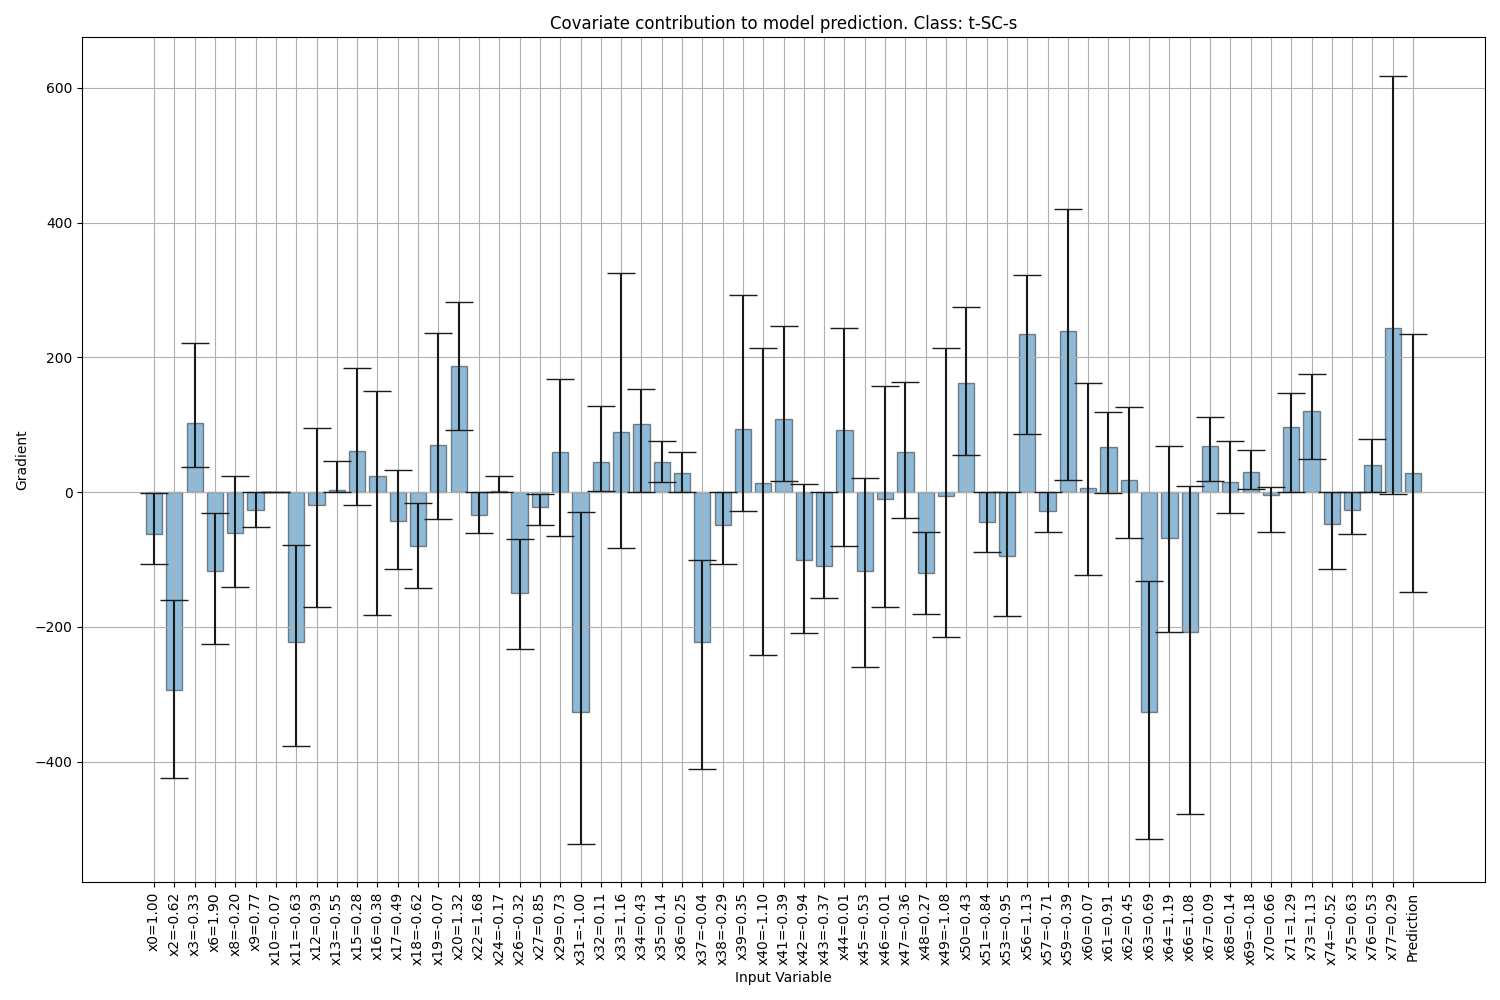 Covariate contribution to model prediction. Class: t-SC-s
Gradient
600
400
200
0
−200
−400
x0=1.00
x2=-0.62
x3=-0.33
x6=1.90
x8=-0.20
x9=0.77
x10=-0.07
x11=-0.63
x12=0.93
x13=-0.55
x15=0.28
x16=0.38
x17=0.49
x18=-0.62
x19=-0.07
x20=1.32
x22=1.68
x24=-0.17
x26=-0.32
x27=0.85
x29=0.73
x31=-1.00
x32=0.11
x33=1.16
x34=0.43
x35=0.14
x36=0.25
x37=-0.04
x38=-0.29
x39=0.35
x40=-1.10
x41=-0.39
x42=-0.94
x43=-0.37
x44=0.01
x45=-0.53
x46=-0.01
x47=-0.36
x48=0.27
x49=-1.08
x50=0.43
x51=-0.84
x53=-0.95
x56=1.13
x57=-0.71
x59=-0.39
x60=0.07
x61=0.91
x62=0.45
x63=0.69
x64=1.19
x66=1.08
x67=0.09
x68=0.14
x69=-0.18
x70=0.66
x71=1.29
x73=1.13
x74=-0.52
x75=0.63
x76=0.53
x77=0.29
Prediction
Input Variable